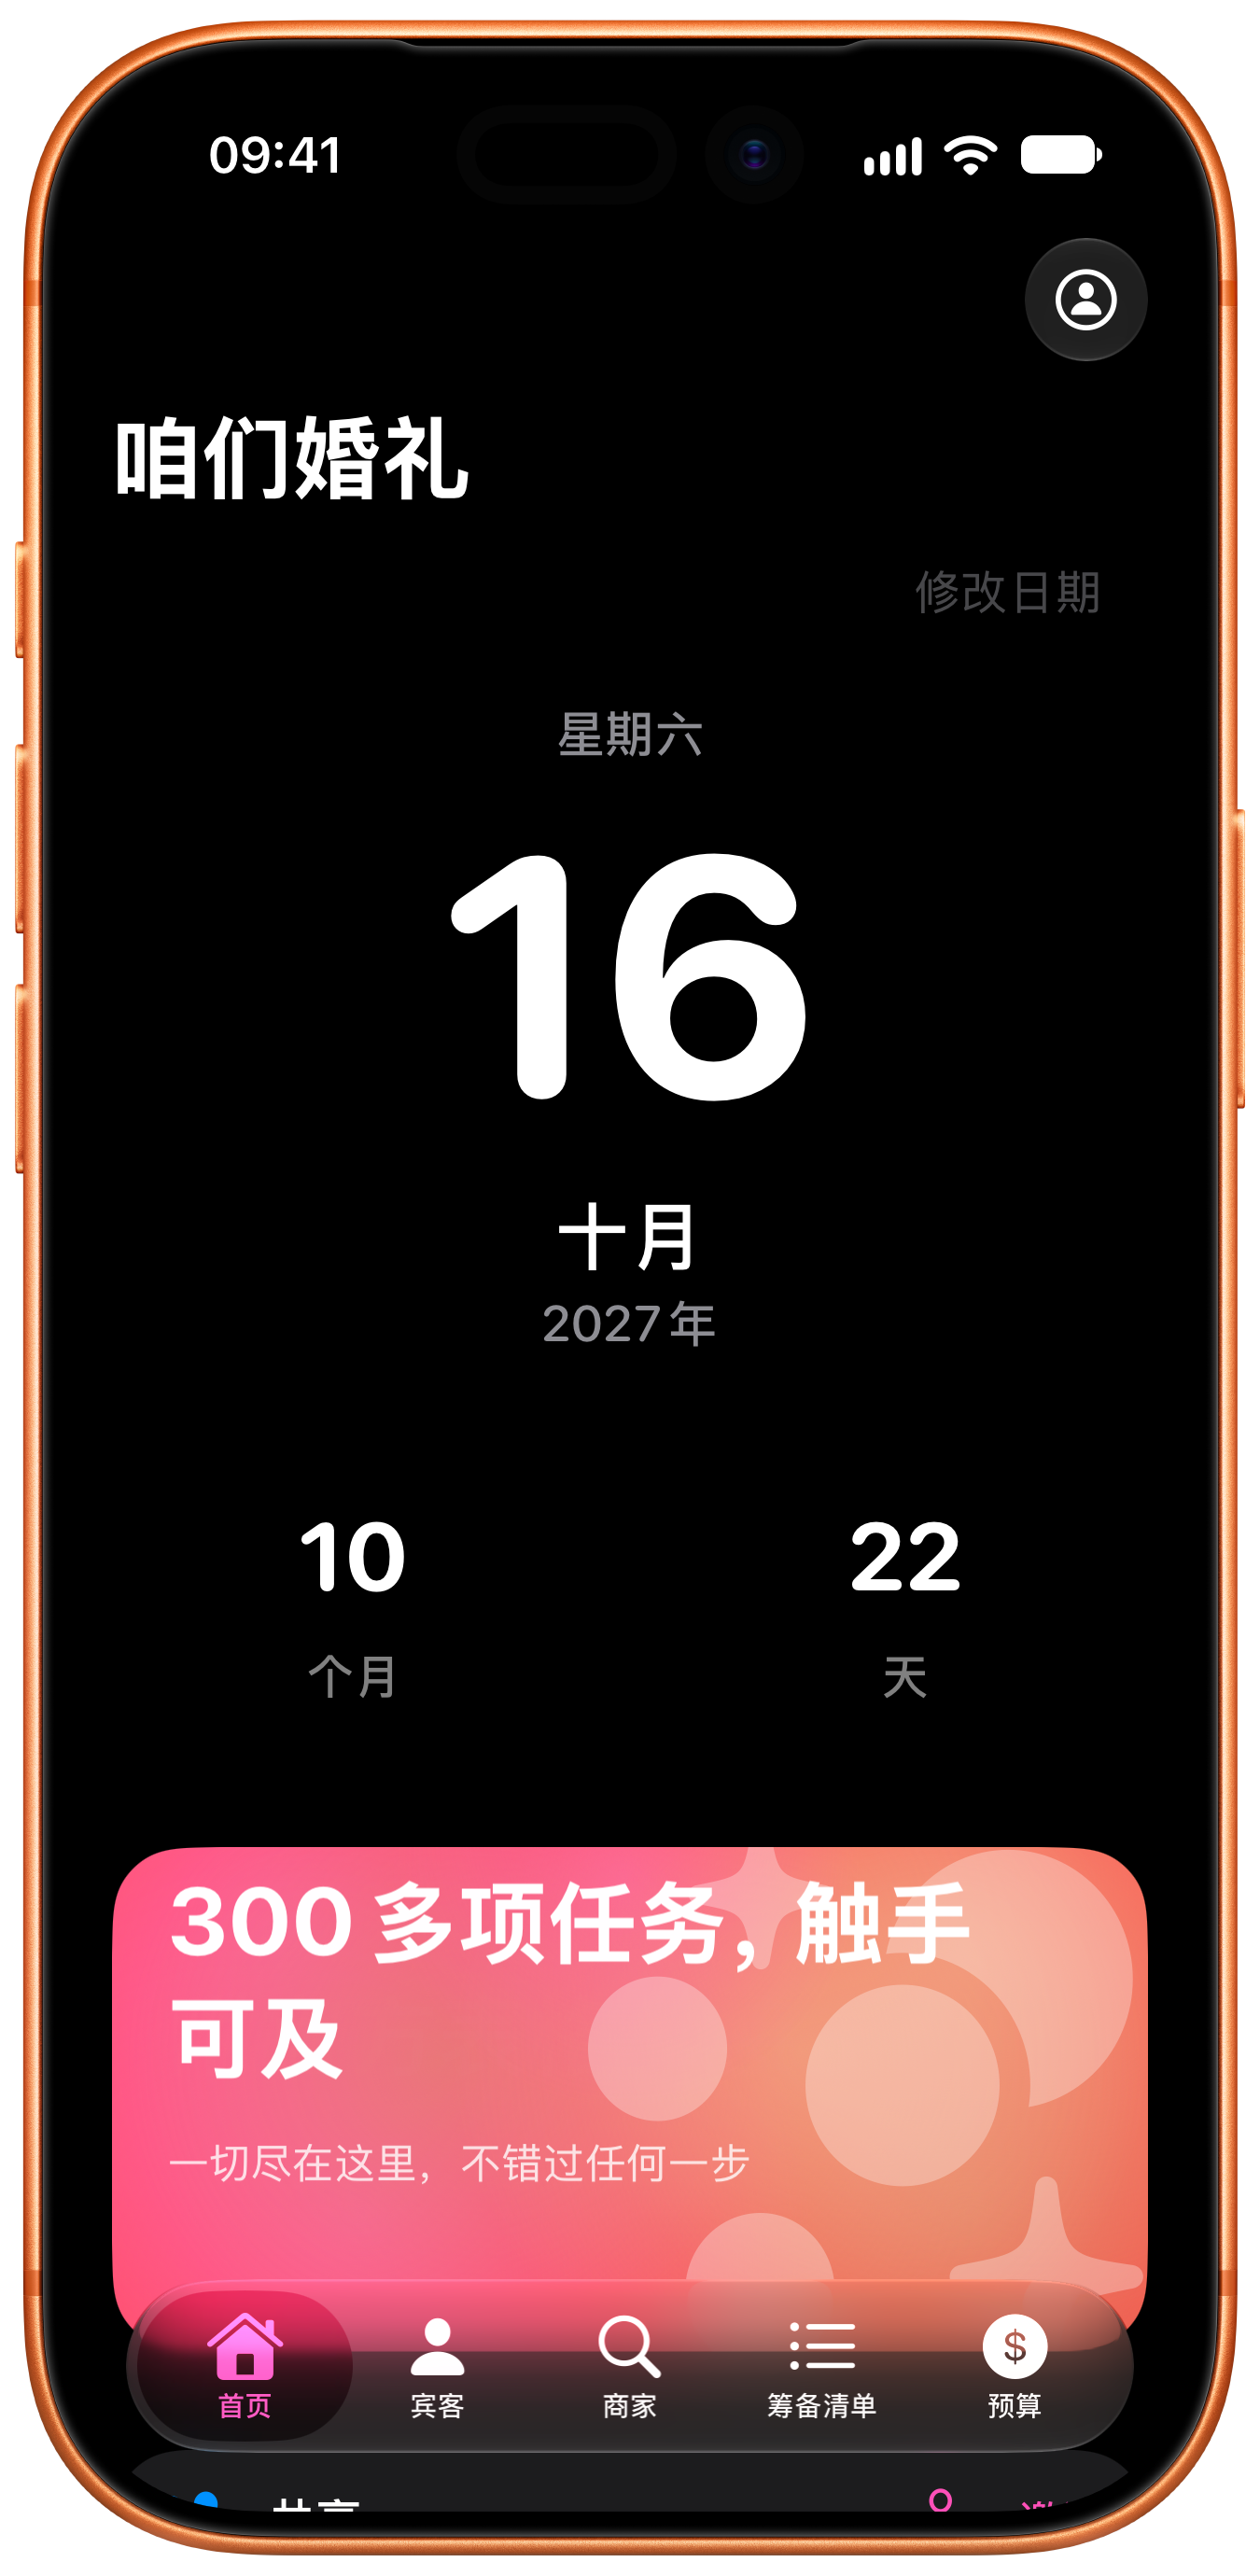 09:41
咱们婚礼
修改日期
星期六
16
十月
2027年
10
22
个月
天
300 多项任务，触手
可及
一切尽在这里，不错过任何一步
首页
宾客
商家
筹备清单
预算